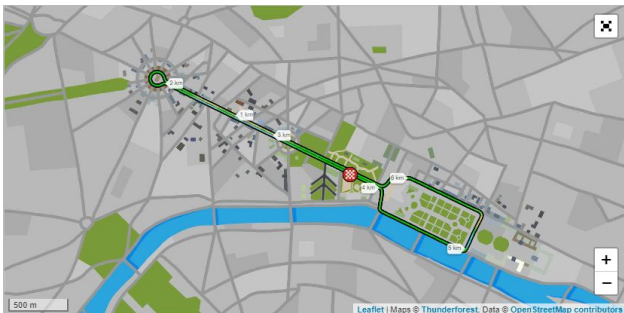 2 km
1 km
3 km
4 km
6 km
5 km
+
−
500 m
Leaflet | Maps © Thunderforest, Data © OpenStreetMap contributors